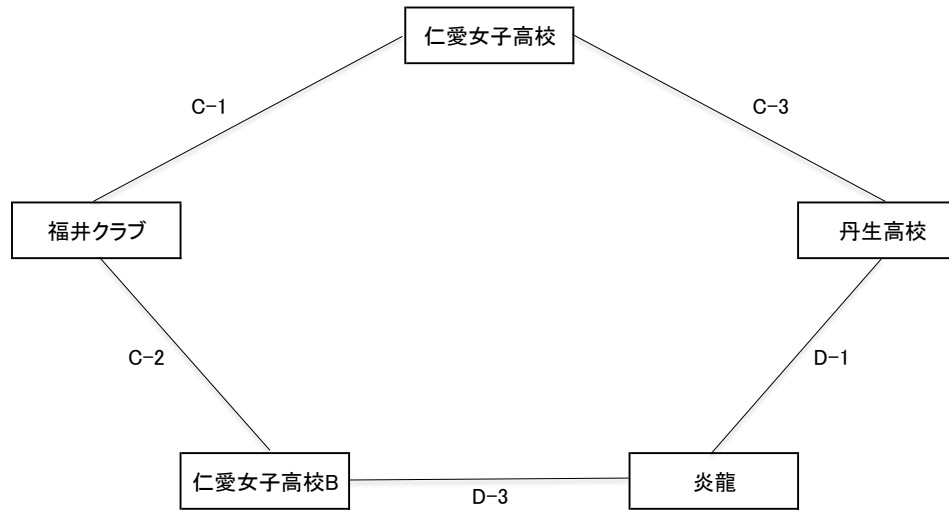 仁愛女子高校
C-1
C-3
福井クラブ
丹生高校
C-2
D-1
仁愛女子高校B
炎龍
D-3